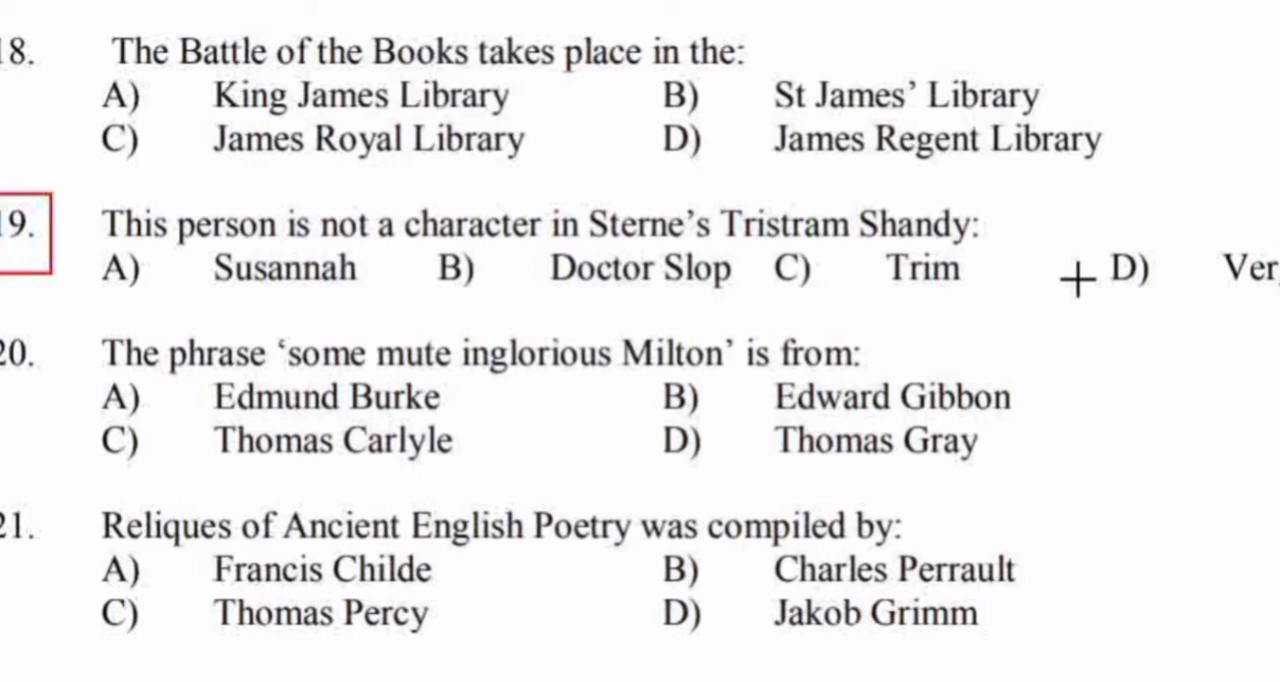 18. The Battle of the Books takes place in the:
A) King James Library B) St James’ Library
C) James Royal Library D) James Regent Library
19. This person is not a character in Sterne’s Tristram Shandy:
A) Susannah B) Doctor Slop C) Trim D)
20. The phrase ‘some mute inglorious Milton’ is from:
A) Edmund Burke B) Edward Gibbon
C) Thomas Carlyle D) Thomas Gray
21. Reliques of Ancient English Poetry was compiled by:
A) Francis Childe B) Charles Perrault
C) Thomas Percy D) Jakob Grimm